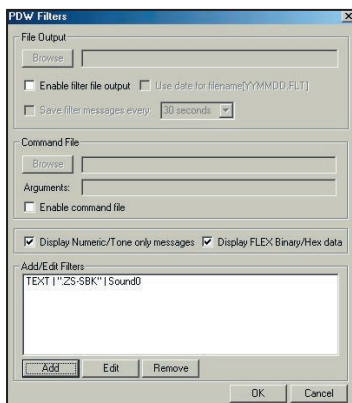 PDW Filters
File Output
Browse
Enable filter file output Use date for filename[YYMMDD.FLT]
Save filter messages every: 30 seconds
Command File
Browse
Arguments:
Enable command file
Display Numeric/Tone only messages Display FLEX Binary/Hex data
Add/Edit Filters
TEXT | ".ZS-SBK" | Sound0
Add Edit Remove
OK Cancel